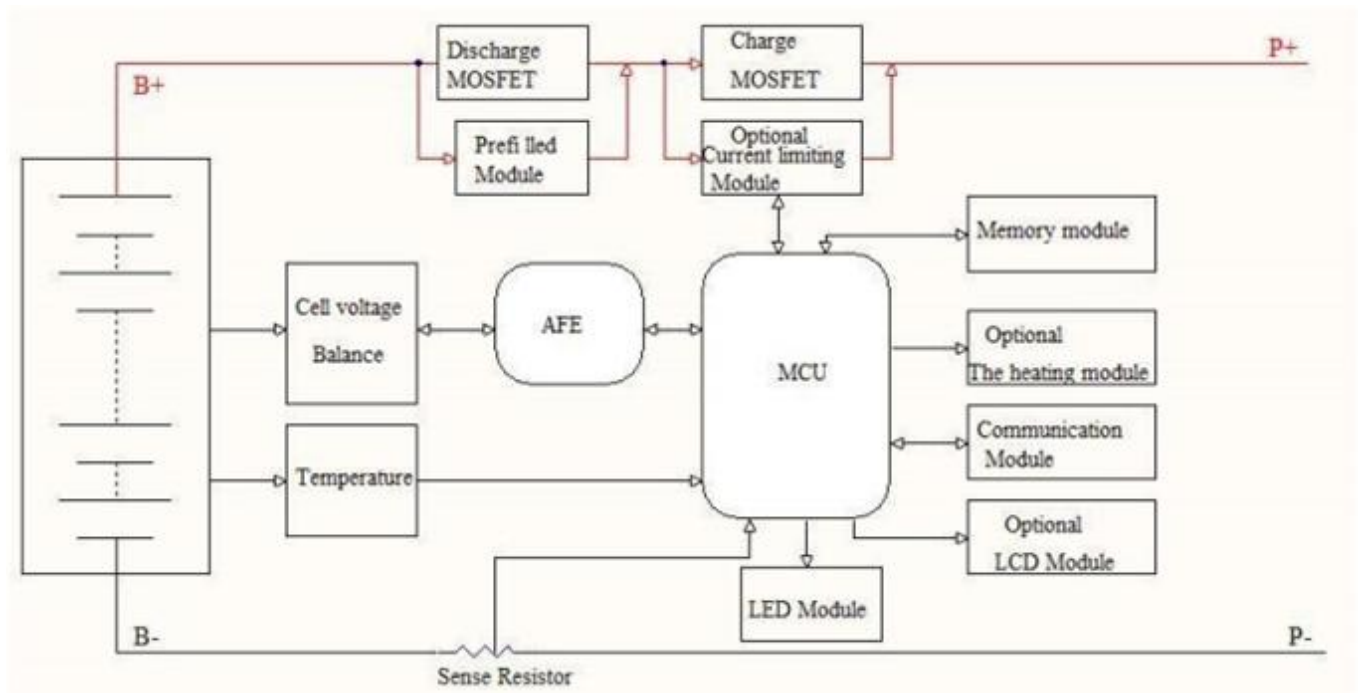 Discharge
MOSFET
Charge
MOSFET
P+
B+
Prefi lled
Module
Optional
Current limiting
Module
Memory module
Cell voltage
Balance
AFE
MCU
Optional
The heating module
Communication
Module
Temperature
Optional
LCD Module
LED Module
B-
P-
Sense Resistor